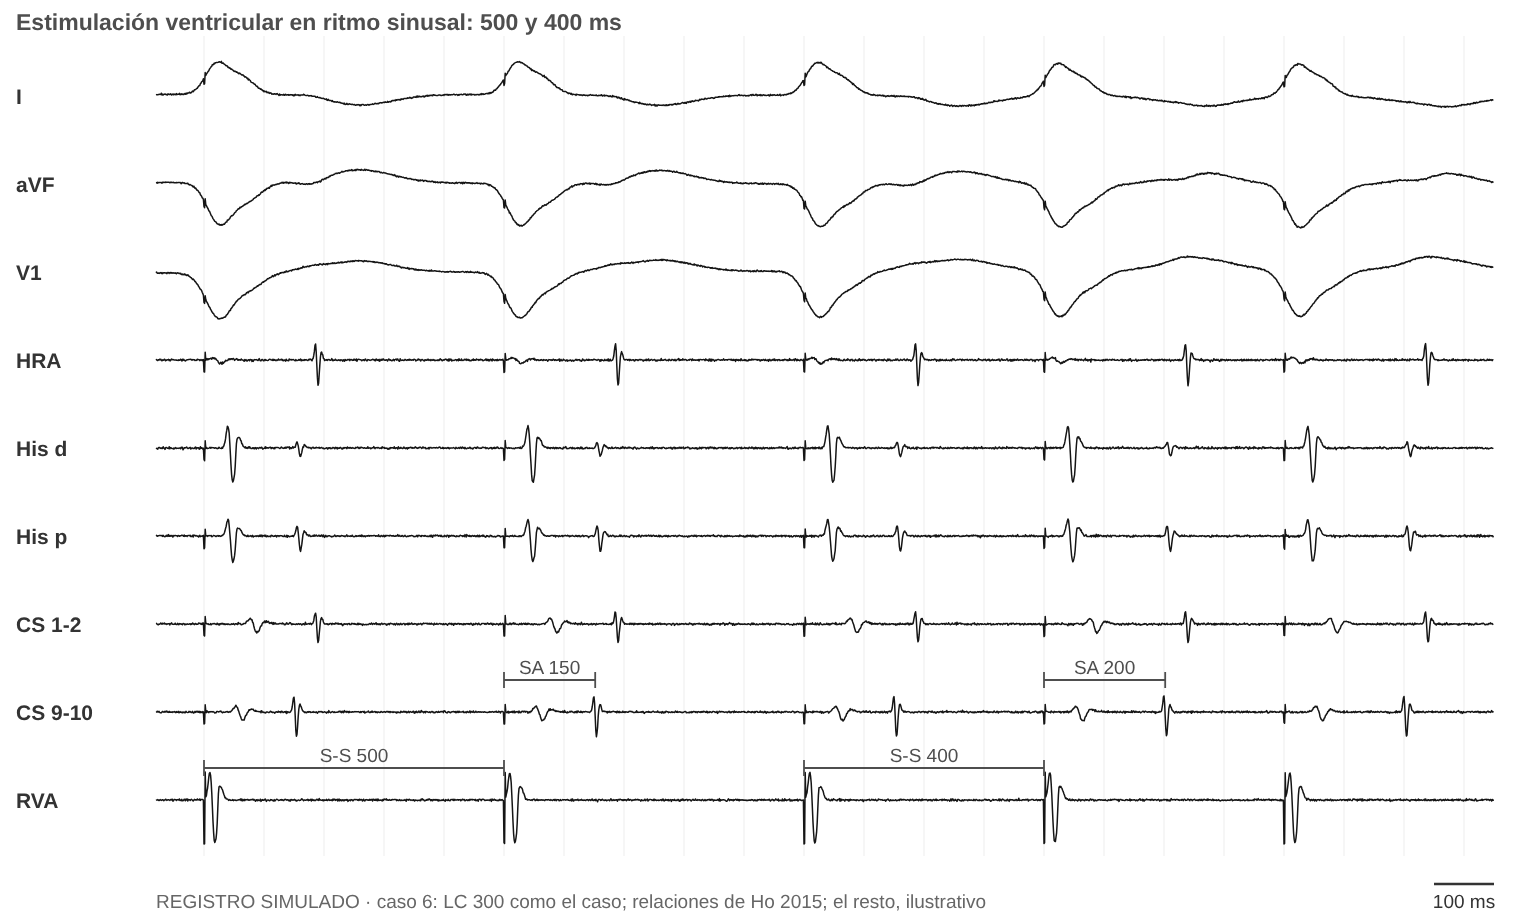 Estimulación ventricular en ritmo sinusal: 500 y 400 ms
I
aVF
V1
HRA
His d
His p
CS 1-2
SA 150
SA 200
CS 9-10
S-S 500
S-S 400
RVA
REGISTRO SIMULADO · caso 6: LC 300 como el caso; relaciones de Ho 2015; el resto, ilustrativo
100 ms